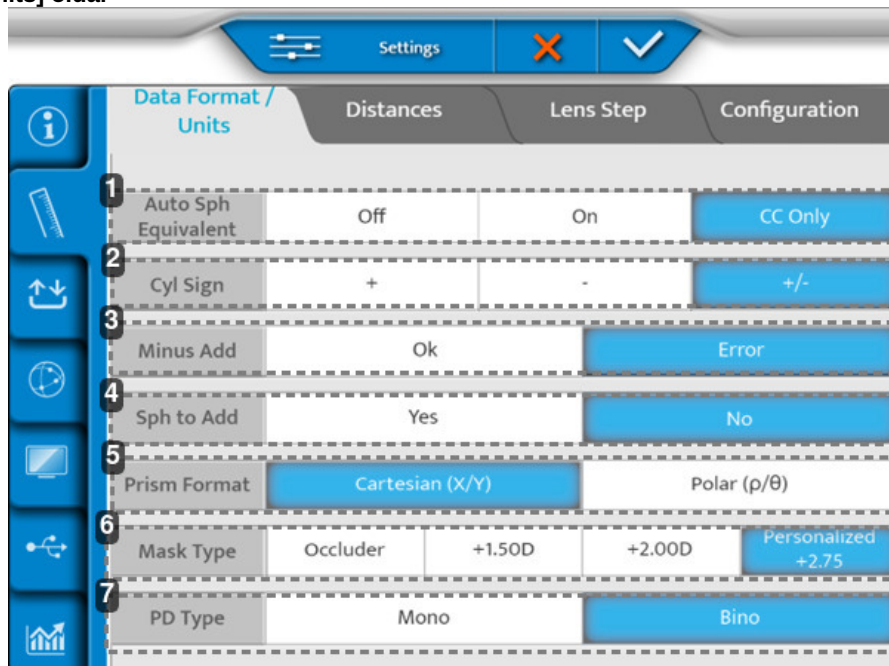 Settings
Data Format /
Units
Distances
Lens Step
Configuration
1
Auto Sph
Equivalent
Off
On
CC Only
2
Cyl Sign
+
-
+/-
3
Minus Add
Ok
Error
4
Sph to Add
Yes
No
5
Prism Format
Cartesian (X/Y)
Polar (ρ/θ)
6
Mask Type
Occluder
+1.50D
+2.00D
Personalized
+2.75
7
PD Type
Mono
Bino